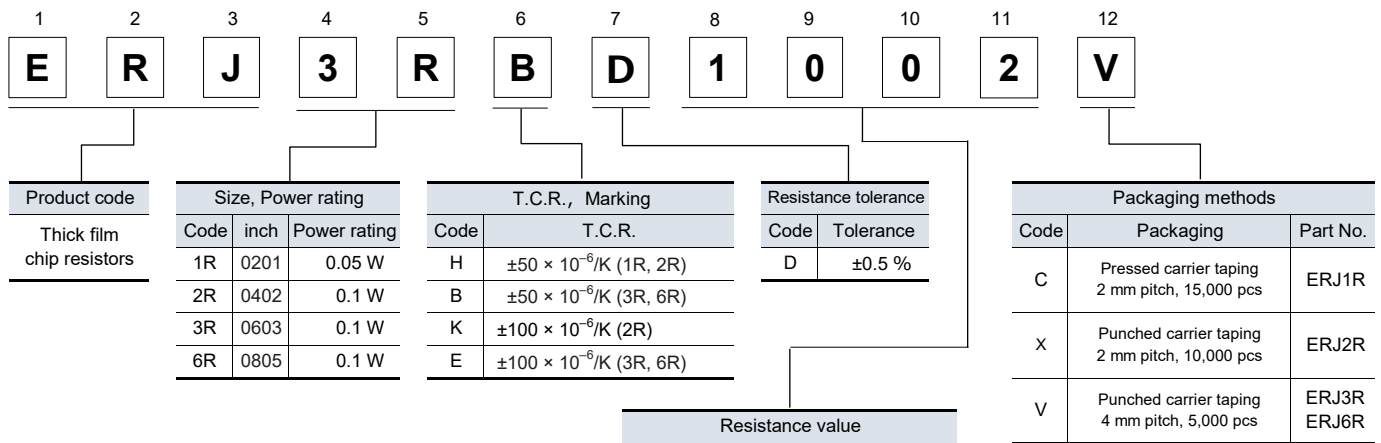 1 2 3 4 5 6 7 8 9 10 11 12
E R J 3 R B D 1 0 0 2 V
Product code
Thick film
chip resistors
Size, Power rating
Code inch Power rating
1R 0201 0.05 W
2R 0402 0.1 W
3R 0603 0.1 W
6R 0805 0.1 W
T.C.R., Marking
Code T.C.R.
H ±50 × 10⁻⁶/K (1R, 2R)
B ±50 × 10⁻⁶/K (3R, 6R)
K ±100 × 10⁻⁶/K (2R)
E ±100 × 10⁻⁶/K (3R, 6R)
Resistance tolerance
Code Tolerance
D ±0.5 %
Resistance value
Packaging methods
Code Packaging Part No.
C Pressed carrier taping
2 mm pitch, 15,000 pcs ERJ1R
X Punched carrier taping
2 mm pitch, 10,000 pcs ERJ2R
V Punched carrier taping
4 mm pitch, 5,000 pcs ERJ3R
ERJ6R